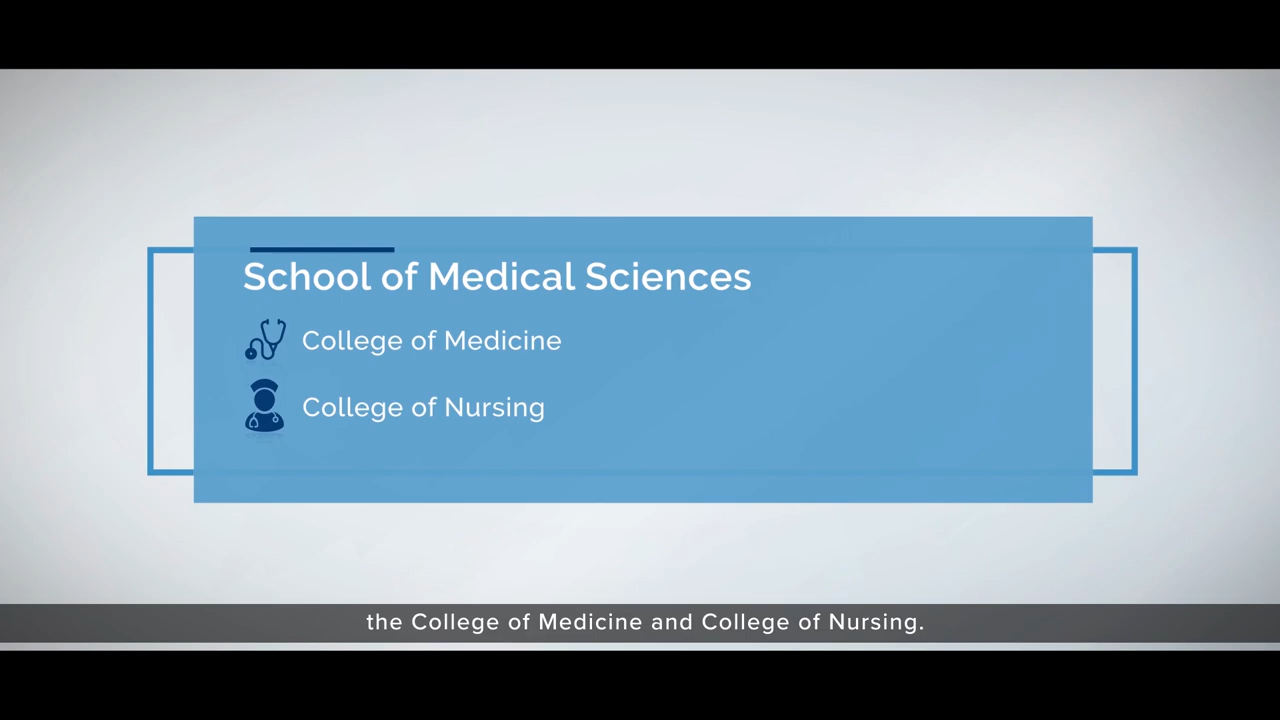 School of Medical Sciences
College of Medicine
College of Nursing
the College of Medicine and College of Nursing.